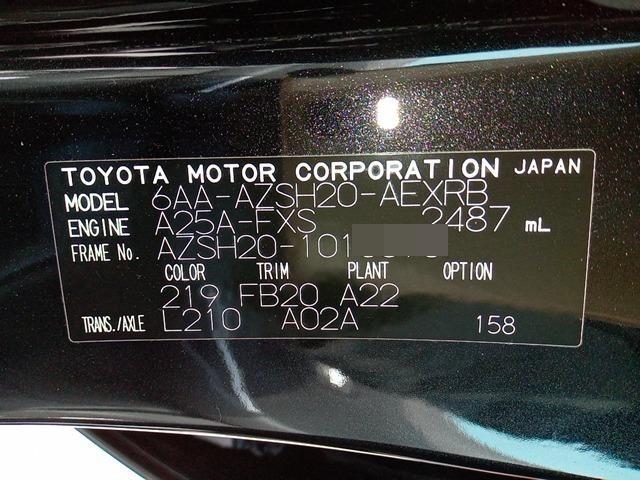 TOYOTA MOTOR CORPORATION JAPAN
MODEL 6AA-AZSH20-AEXRB
ENGINE A25A-FXS 2487 mL
FRAME No. AZSH20-101
COLOR TRIM PLANT OPTION
219 FB20 A22
TRANS./AXLE L210 A02A 158